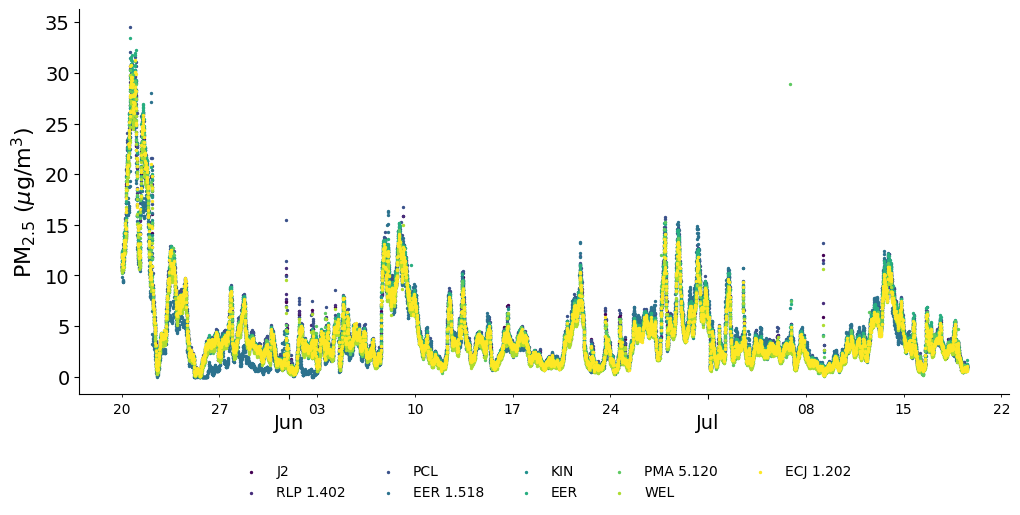 35
30
25
20
15
10
5
0
PM2.5 (μg/m3)
20 27 03 10 17 24 08 15 22
Jun Jul
J2 PCL KIN PMA 5.120 ECJ 1.202
RLP 1.402 EER 1.518 EER WEL